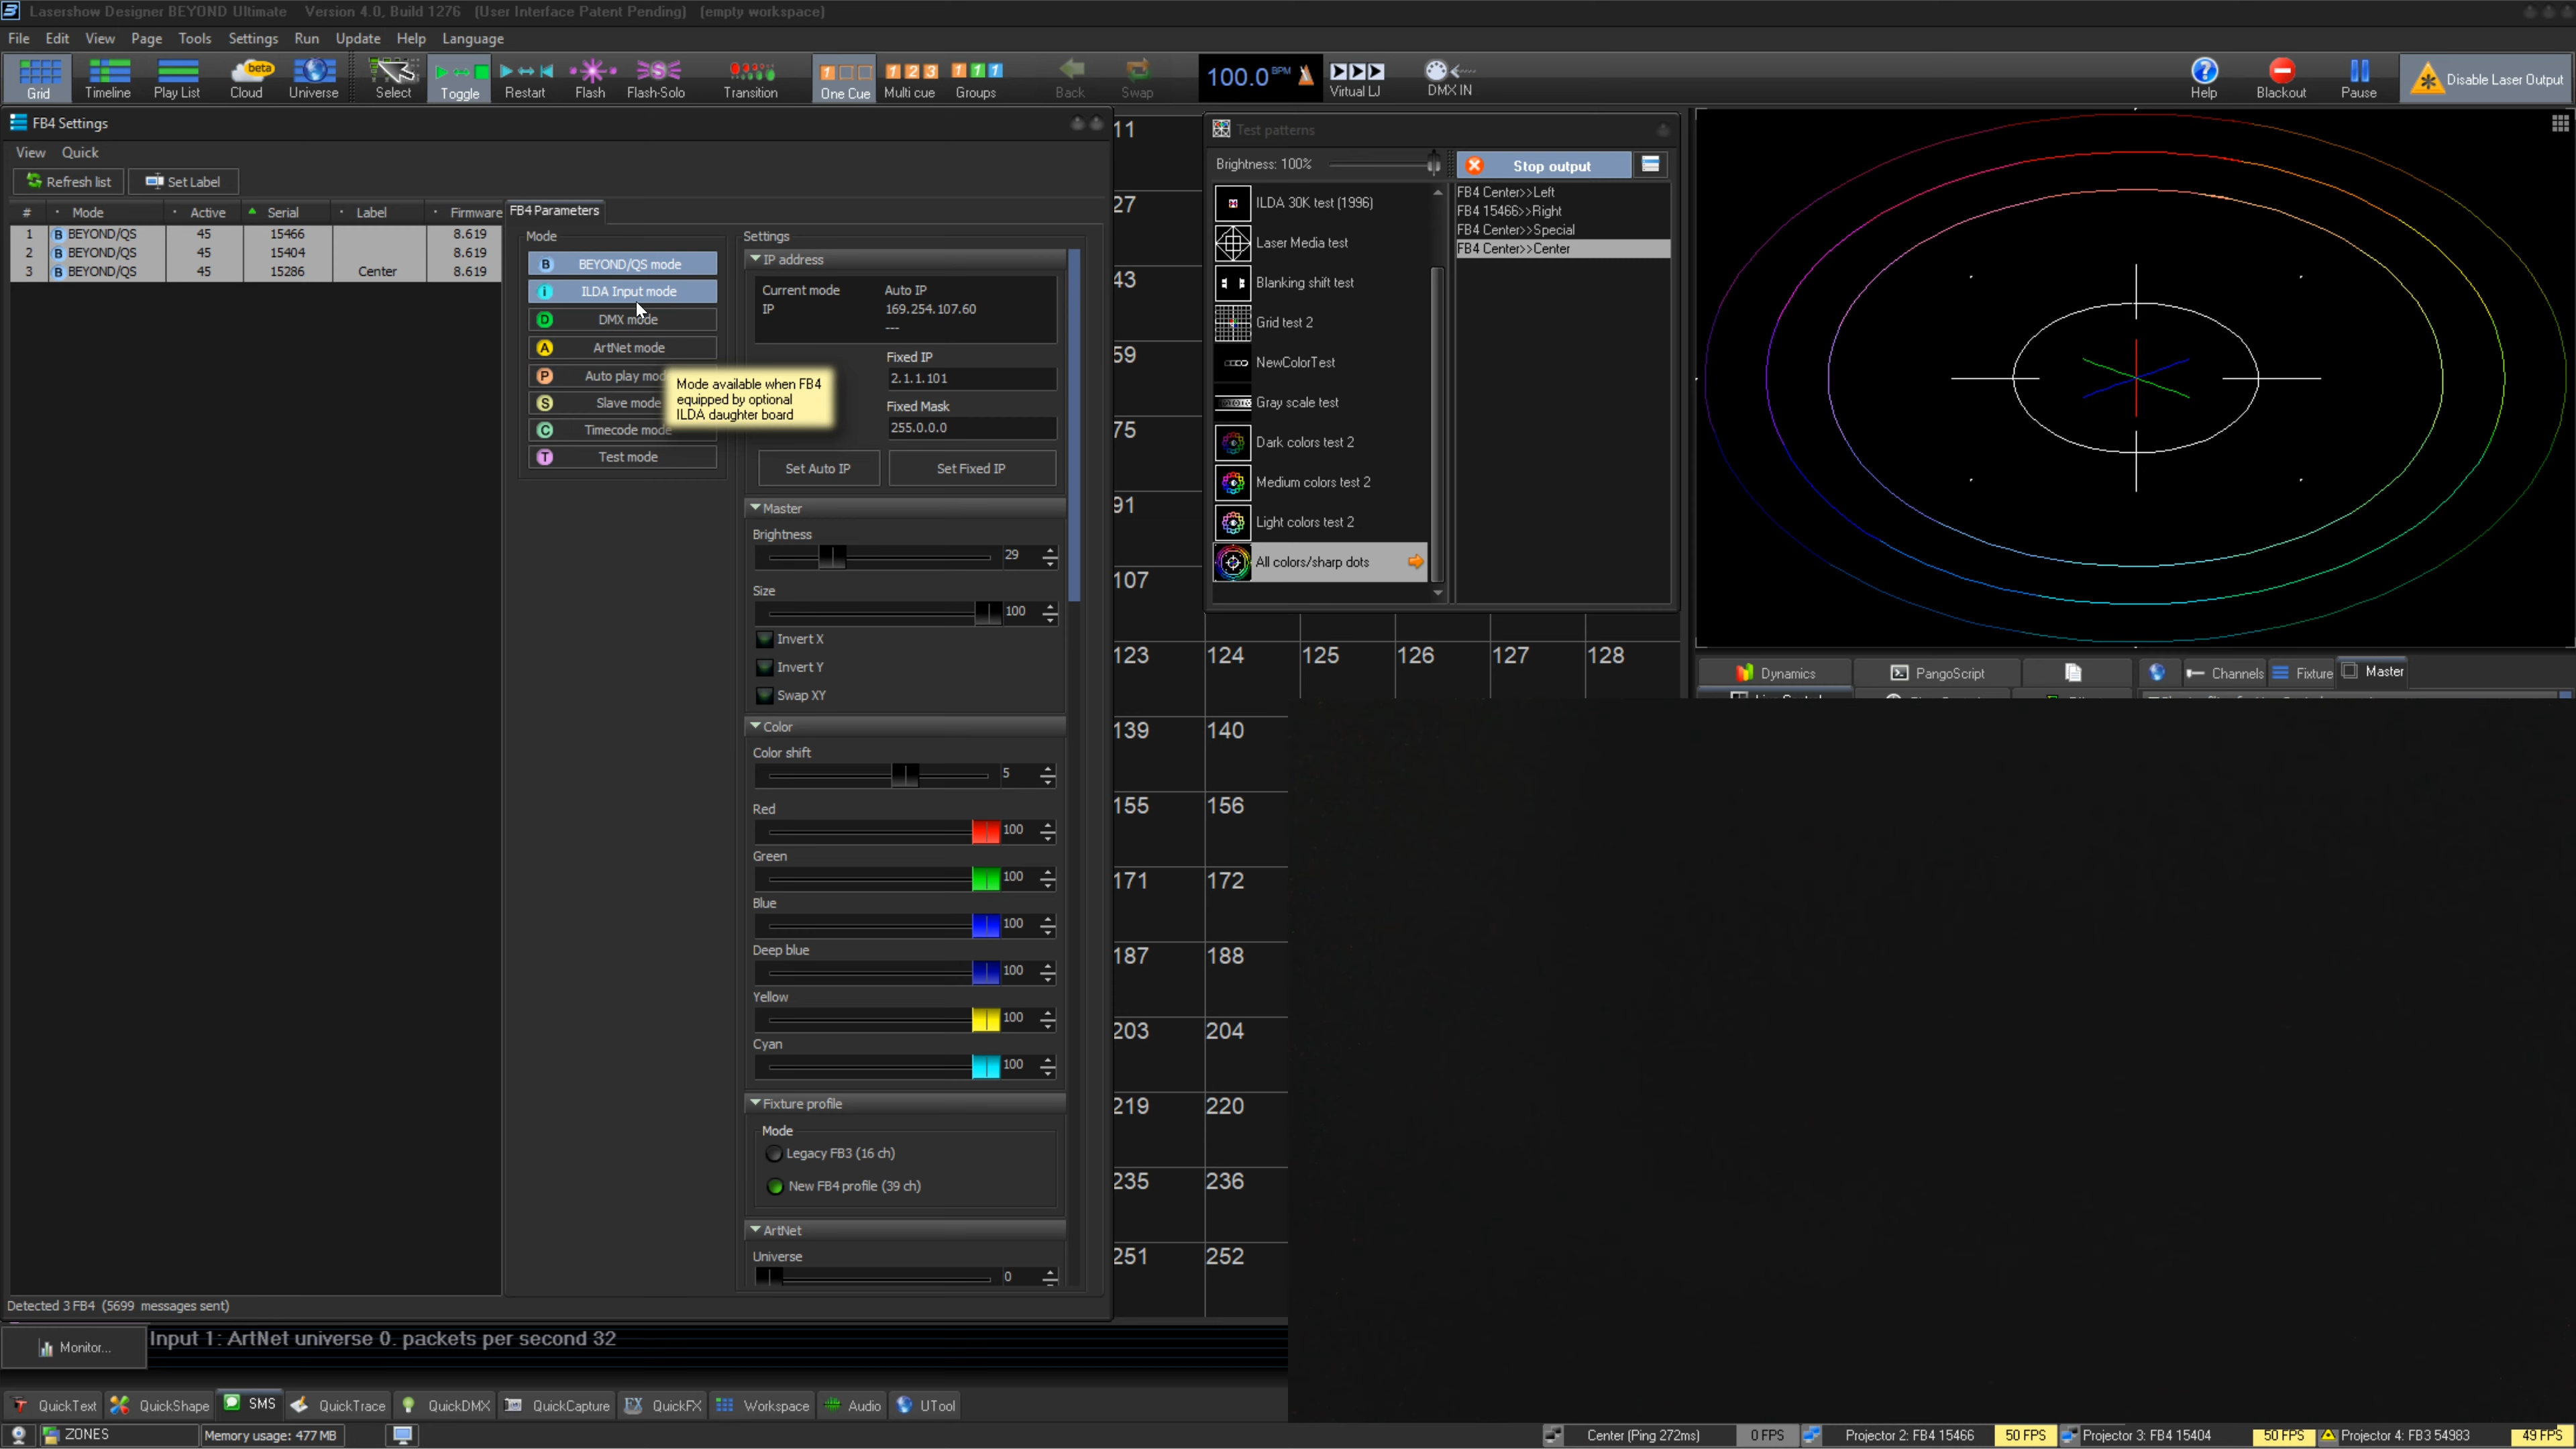 Lasershow Designer BEYOND Ultimate Version 4.0, Build 1276 (User Interface Patent Pending) (empty workspace)
File Edit View Page Tools Settings Run Update Help Language
Grid Timeline Play List beta Cloud Universe Select Toggle Restart Flash Flash-Solo Transition One Cue Multi cue Groups Back Swap 100.0 BPM Virtual LJ DMX IN Help Blackout Pause Disable Laser Output
FB4 Settings
View Quick
Refresh list Set Label
# Mode Active Serial Label Firmware
1 B BEYOND/QS 45 15466 8.619
2 B BEYOND/QS 45 15404 8.619
3 B BEYOND/QS 45 15286 Center 8.619
FB4 Parameters
Mode
B BEYOND/QS mode
i ILDA Input mode
D DMX mode
A ArtNet mode
P Auto play mod
S Slave mode
C Timecode mode
T Test mode
Mode available when FB4
equipped by optional
ILDA daughter board
Settings
IP address
Current mode Auto IP
IP 169.254.107.60
---
Fixed IP
2.1.1.101
Fixed Mask
255.0.0.0
Set Auto IP Set Fixed IP
Master
Brightness
29
Size
100
Invert X
Invert Y
Swap XY
Color
Color shift
5
Red
100
Green
100
Blue
100
Deep blue
100
Yellow
100
Cyan
100
Fixture profile
Mode
Legacy FB3 (16 ch)
New FB4 profile (39 ch)
ArtNet
Universe
0
Detected 3 FB4 (5699 messages sent)
11
27
43
59
75
91
107
123 124 125 126 127 128
139 140
155 156
171 172
187 188
203 204
219 220
235 236
251 252
Test patterns
Brightness: 100% Stop output
ILDA 30K test (1996)
Laser Media test
Blanking shift test
Grid test 2
NewColorTest
Gray scale test
Dark colors test 2
Medium colors test 2
Light colors test 2
All colors/sharp dots
FB4 Center>>Left
FB4 15466>>Right
FB4 Center>>Special
FB4 Center>>Center
Dynamics PangoScript Channels Fixture Master
Monitor... Input 1: ArtNet universe 0. packets per second 32
QuickText QuickShape SMS QuickTrace QuickDMX QuickCapture FX QuickFX Workspace Audio UTool
ZONES Memory usage: 477 MB Center (Ping 272ms) 0 FPS Projector 2: FB4 15466 50 FPS Projector 3: FB4 15404 50 FPS Projector 4: FB3 54983 49 FPS